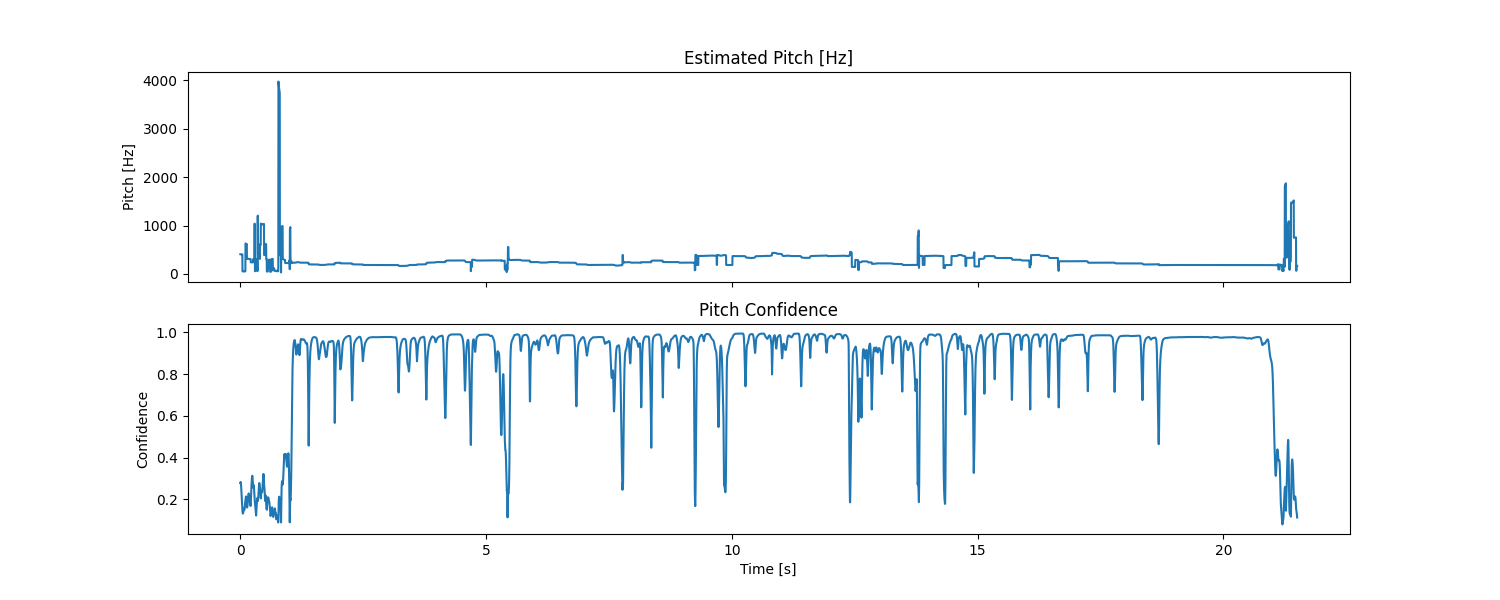 Estimated Pitch [Hz]
4000
3000
2000
1000
0
Pitch [Hz]
Pitch Confidence
1.0
0.8
0.6
0.4
0.2
Confidence
0 5 10 15 20
Time [s]